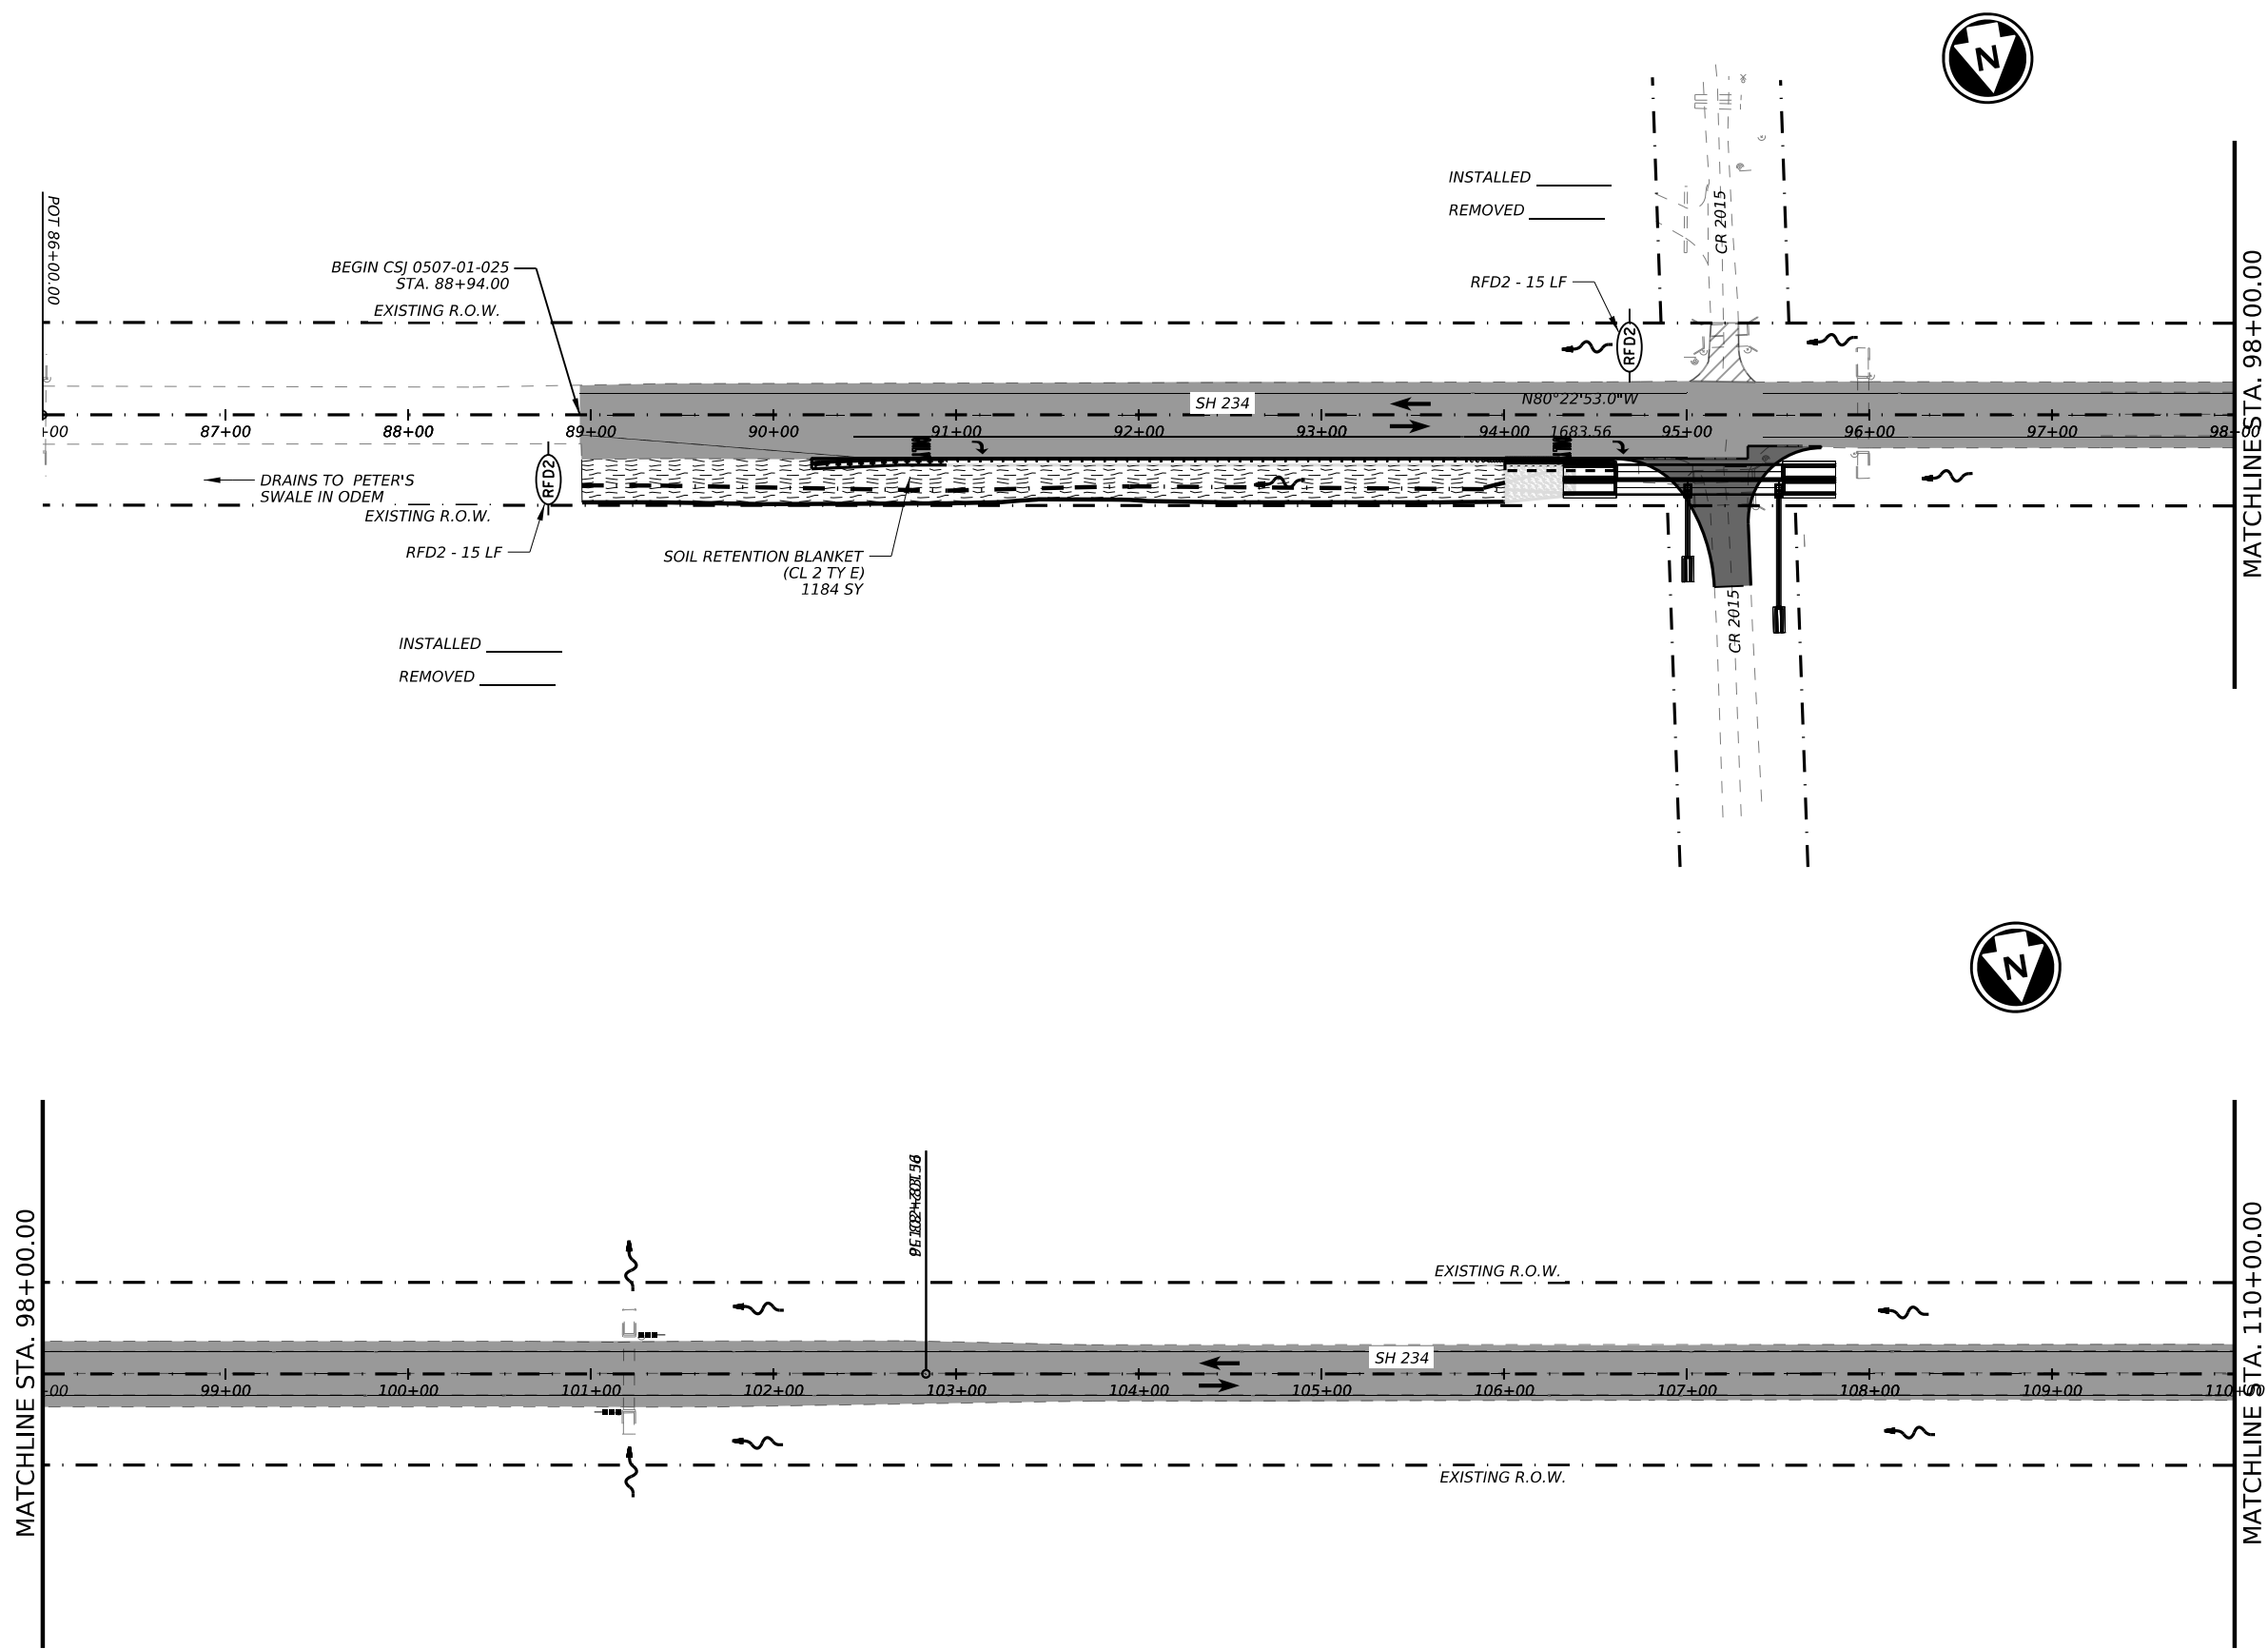 N
INSTALLED
REMOVED
CR 2015
POT 86+00.00
BEGIN CSJ 0507-01-025
STA. 88+94.00
EXISTING R.O.W.
RFD2 - 15 LF
RFD2
MATCHLINE STA. 98+00.00
SH 234
N80°22'53.0"W
1683.56
+00
87+00
88+00
89+00
90+00
91+00
92+00
93+00
94+00
95+00
96+00
97+00
98+00
DRAINS TO PETER'S
SWALE IN ODEM
RFD2
EXISTING R.O.W.
RFD2 - 15 LF
SOIL RETENTION BLANKET
(CL 2 TY E)
1184 SY
CR 2015
INSTALLED
REMOVED
N
MATCHLINE STA. 98+00.00
EXISTING R.O.W.
SH 234
+00
99+00
100+00
101+00
102+00
103+00
104+00
105+00
106+00
107+00
108+00
109+00
110+00
EXISTING R.O.W.
MATCHLINE STA. 110+00.00